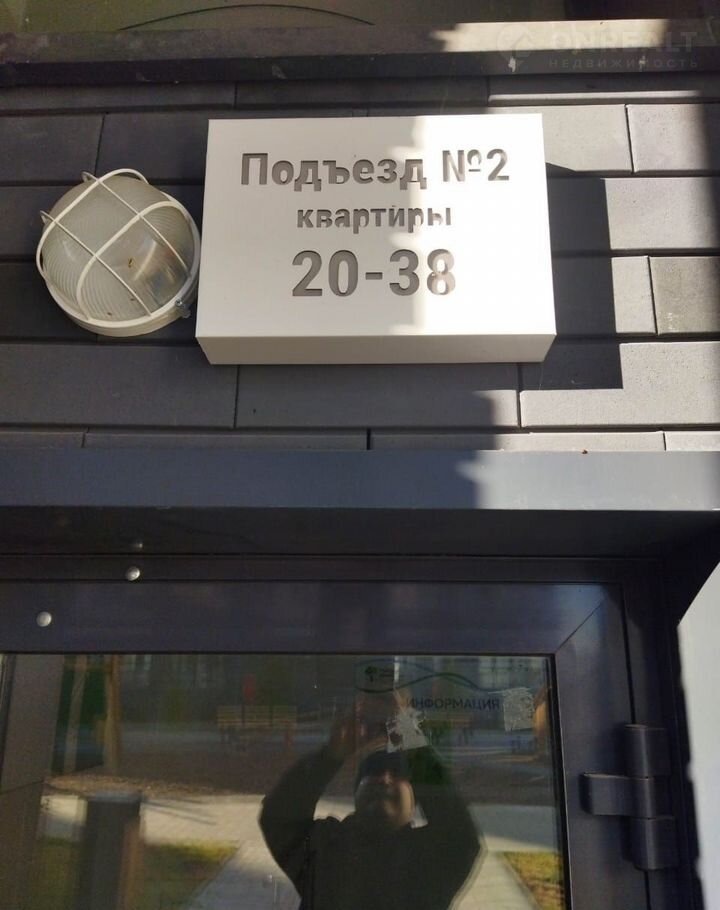 ONREALT
НЕДВИЖИМОСТЬ
Подъезд №2
квартиры
20-38
ИНФОРМАЦИЯ